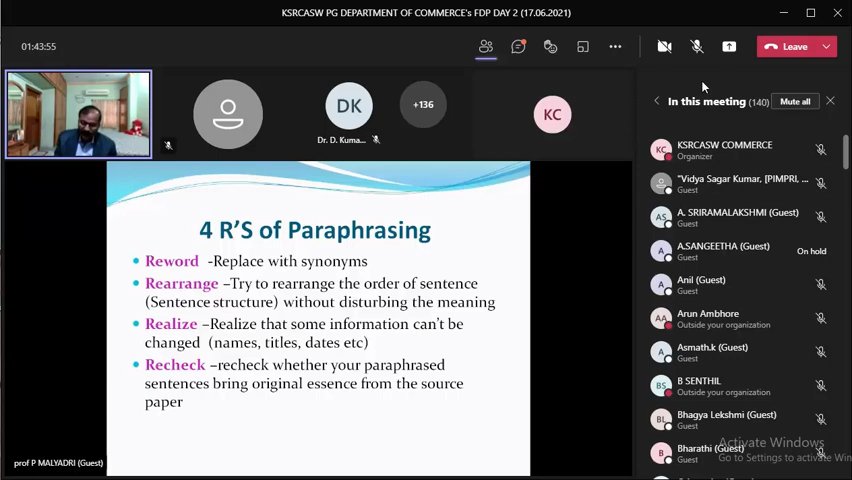 KSRCASW PG DEPARTMENT OF COMMERCE's FDP DAY 2 (17.06.2021)
01:43:55
Leave
In this meeting (140)
Mute all
DK
+136
KC
Dr. D. Kuma...
4 R'S of Paraphrasing
Reword -Replace with synonyms
Rearrange –Try to rearrange the order of sentence
(Sentence structure) without disturbing the meaning
Realize –Realize that some information can't be
changed (names, titles, dates etc)
Recheck –recheck whether your paraphrased
sentences bring original essence from the source
paper
prof P MALYADRI (Guest)
KC
KSRCASW COMMERCE
Organizer
"Vidya Sagar Kumar, [PIMPRI, ...
Guest
AS
A. SRIRAMALAKSHMI (Guest)
Guest
A
A.SANGEETHA (Guest)
Guest
On hold
A
Anil (Guest)
Guest
AA
Arun Ambhore
Outside your organization
A
Asmath.k (Guest)
Guest
BS
B SENTHIL
Outside your organization
BL
Bhagya Lekshmi (Guest)
Guest
B
Bharathi (Guest)
Guest
Activate Windows
Go to Settings to activate Win